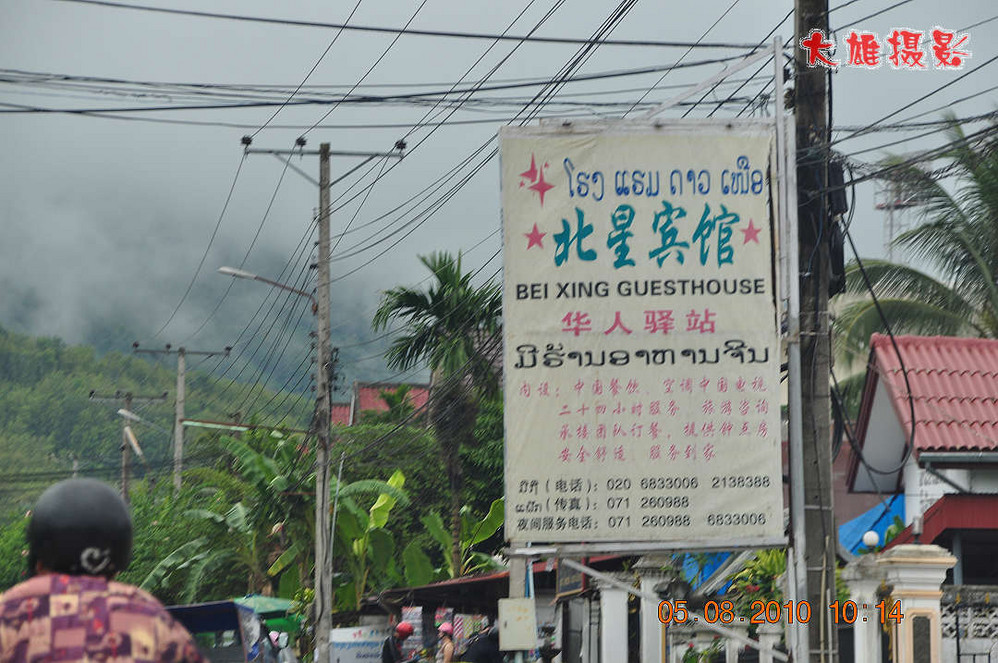 大雄摄影
ໂຮງ ແຮມ ດາວ ເໜືອ
北星宾馆
BEI XING GUESTHOUSE
华人驿站
ມີຮ້ານອາຫານຈີນ
内设：中国餐饮、空调中国电视
二十四小时服务、旅游咨询
承接团队订餐、提供钟点房
安全舒适、服务到家
(电话): 020 6833006 2138388
ແຟັກ (传真): 071 260988
夜间服务电话: 071 260988 6833006
05.08.2010 10:14